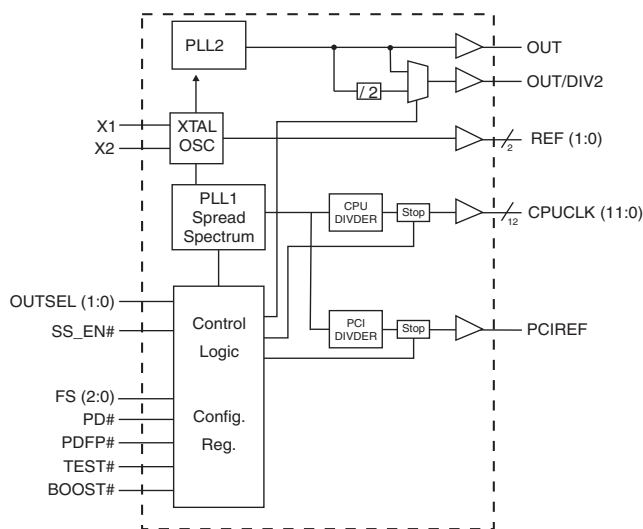 PLL2
OUT
/ 2
OUT/DIV2
X1
X2
XTAL
OSC
2
REF (1:0)
PLL1
Spread
Spectrum
CPU
DIVDER
Stop
12
CPUCLK (11:0)
OUTSEL (1:0)
SS_EN#
Control
Logic
PCI
DIVDER
Stop
PCIREF
FS (2:0)
PD#
PDFP#
TEST#
BOOST#
Config.
Reg.